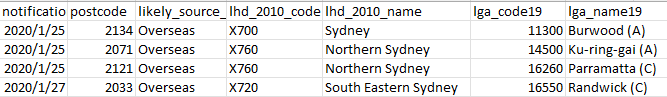 notificatio postcode likely_source_ lhd_2010_code lhd_2010_name lga_code19 lga_name19
2020/1/25 2134 Overseas X700 Sydney 11300 Burwood (A)
2020/1/25 2071 Overseas X760 Northern Sydney 14500 Ku-ring-gai (A)
2020/1/25 2121 Overseas X760 Northern Sydney 16260 Parramatta (C)
2020/1/27 2033 Overseas X720 South Eastern Sydney 16550 Randwick (C)